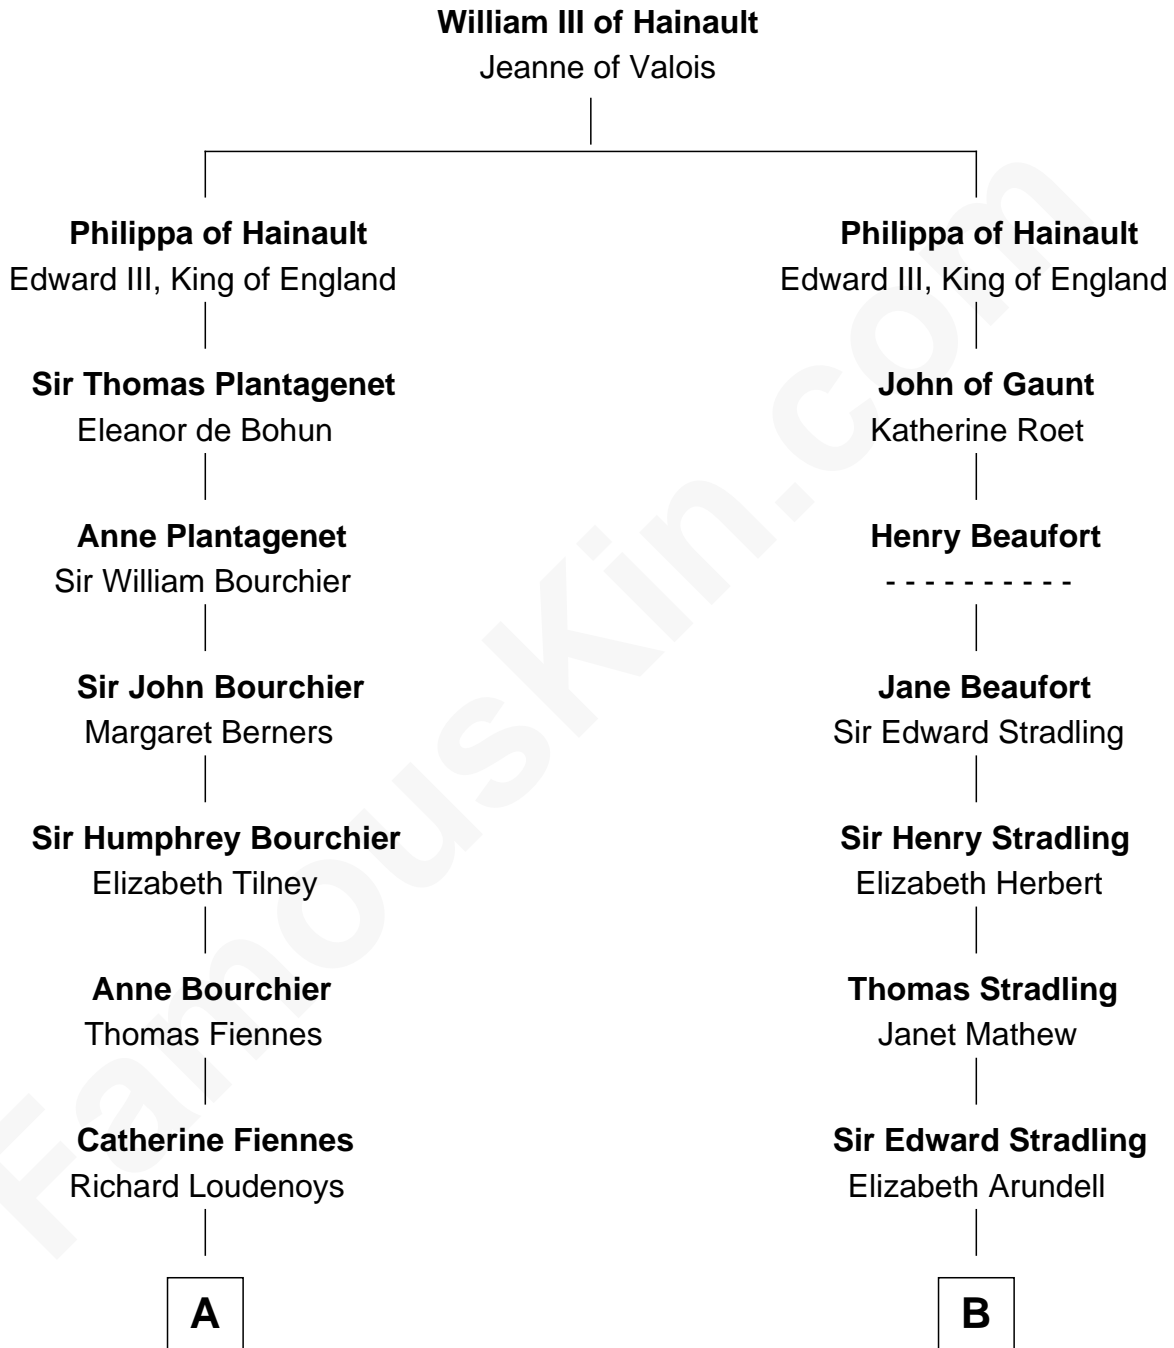 William III of Hainault
Jeanne of Valois
Philippa of Hainault
Edward III, King of England
Sir Thomas Plantagenet
Eleanor de Bohun
Anne Plantagenet
Sir William Bourchier
Sir John Bourchier
Margaret Berners
Sir Humphrey Bourchier
Elizabeth Tilney
Anne Bourchier
Thomas Fiennes
Catherine Fiennes
Richard Loudenoys
A
Philippa of Hainault
Edward III, King of England
John of Gaunt
Katherine Roet
Henry Beaufort
- - - - - - - - - -
Jane Beaufort
Sir Edward Stradling
Sir Henry Stradling
Elizabeth Herbert
Thomas Stradling
Janet Mathew
Sir Edward Stradling
Elizabeth Arundell
B
FamousKin.com